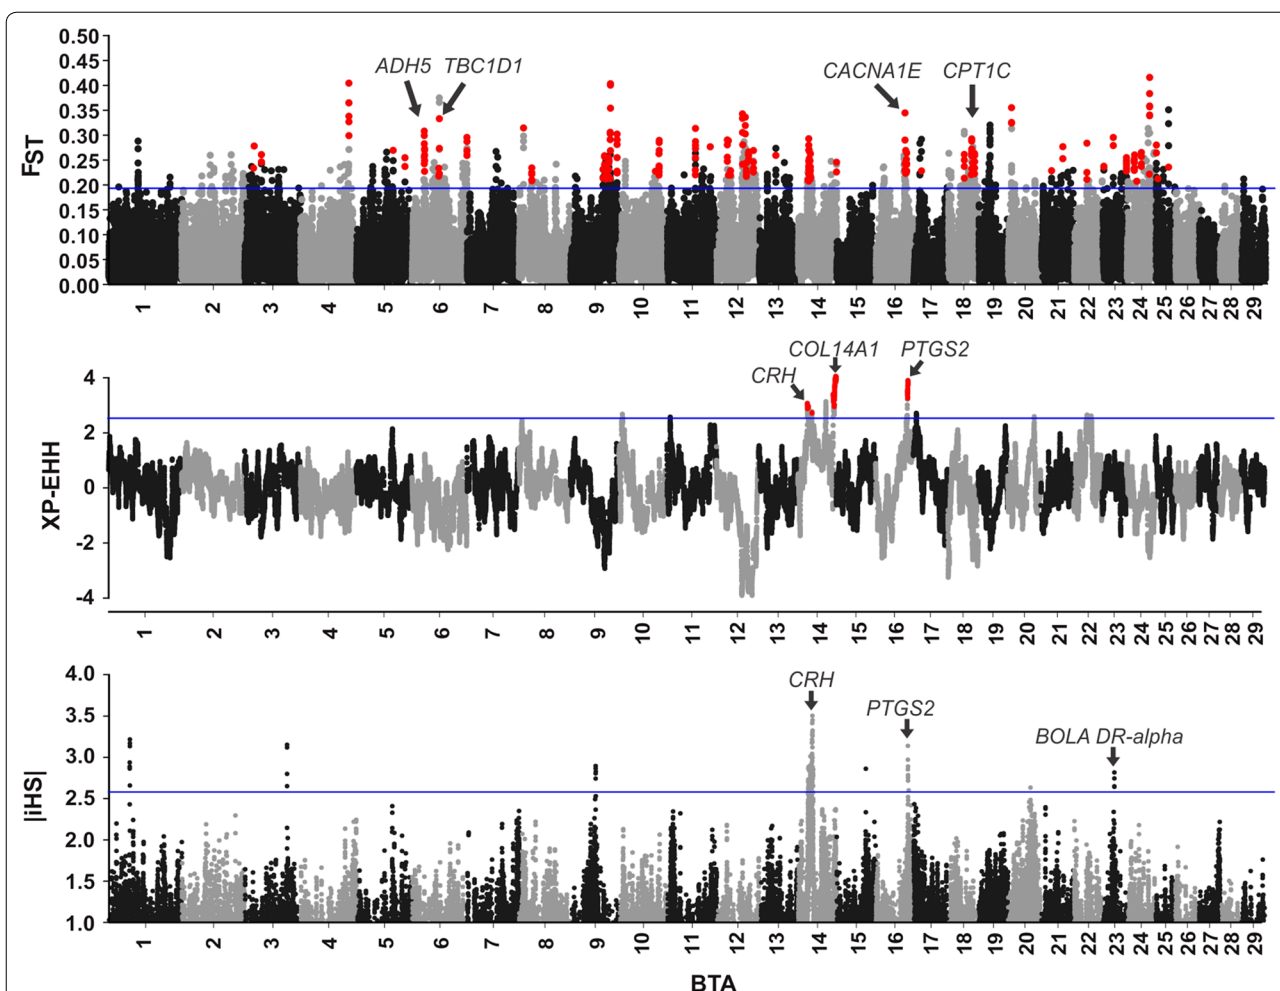 ADH5 TBC1D1 CACNA1E CPT1C
FST
0.50
0.45
0.40
0.35
0.30
0.25
0.20
0.15
0.10
0.05
0.00
1 2 3 4 5 6 7 8 9 10 11 12 13 14 15 16 17 18 19 20 21 22 23 24 25 26 27 28 29
COL14A1 PTGS2
CRH
XP-EHH
4
2
0
-2
-4
1 2 3 4 5 6 7 8 9 10 11 12 13 14 15 16 17 18 19 20 21 22 23 24 25 26 27 28 29
CRH
PTGS2
BOLA DR-alpha
|iHS|
4.0
3.5
3.0
2.5
2.0
1.5
1.0
1 2 3 4 5 6 7 8 9 10 11 12 13 14 15 16 17 18 19 20 21 22 23 24 25 26 27 28 29
BTA